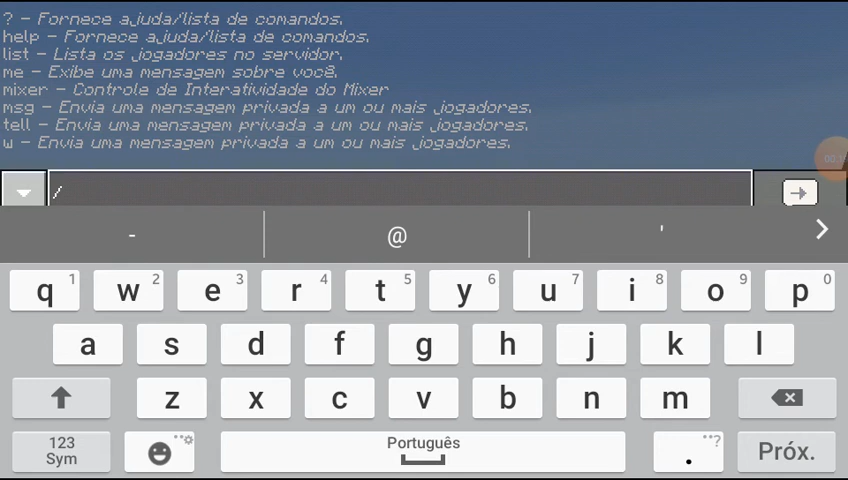 ? - Fornece ajuda/lista de comandos.
help - Fornece ajuda/lista de comandos.
list - Lista os jogadores no servidor.
me - Exibe uma mensagem sobre você.
mixer - Controle de Interatividade do Mixer
msg - Envia uma mensagem privada a um ou mais jogadores.
tell - Envia uma mensagem privada a um ou mais jogadores.
w - Envia uma mensagem privada a um ou mais jogadores.
/
- @ '
q 1 w 2 e 3 r 4 t 5 y 6 u 7 i 8 o 9 p 0
a s d f g h j k l
z x c v b n m
123 Sym Português . ? Próx.